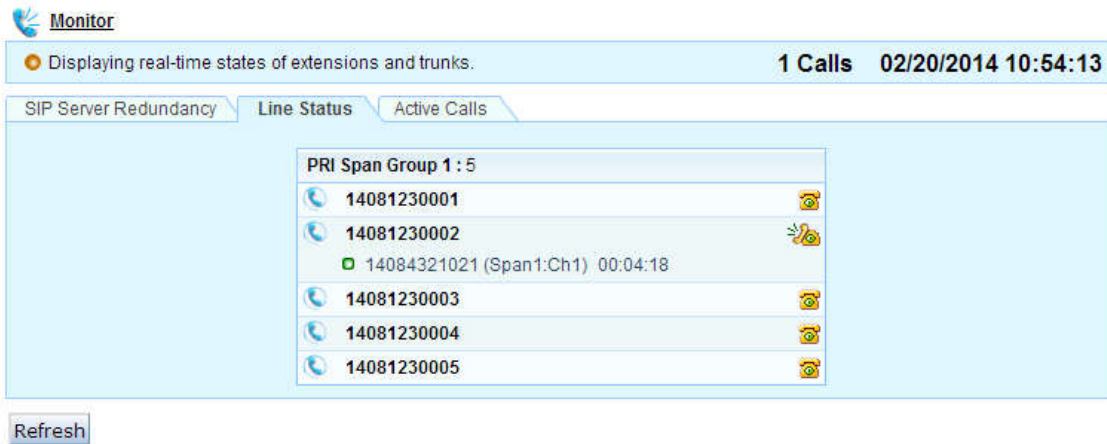 Monitor
Displaying real-time states of extensions and trunks. 1 Calls 02/20/2014 10:54:13
SIP Server Redundancy Line Status Active Calls
PRI Span Group 1 : 5
14081230001
14081230002
14084321021 (Span1:Ch1) 00:04:18
14081230003
14081230004
14081230005
Refresh